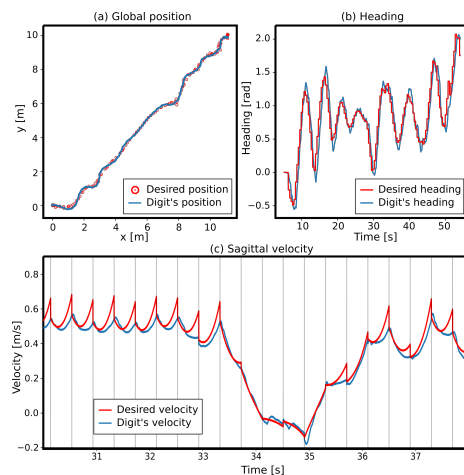 (a) Global position
(b) Heading
10
8
6
4
2
0
y [m]
0 2 4 6 8 10
x [m]
Desired position
Digit's position
2.0
1.5
1.0
0.5
0.0
−0.5
Heading [rad]
10 20 30 40 50
Time [s]
Desired heading
Digit's heading
(c) Sagittal velocity
0.8
0.6
0.4
0.2
0.0
−0.2
Velocity [m/s]
31 32 33 34 35 36 37
Time [s]
Desired velocity
Digit's velocity